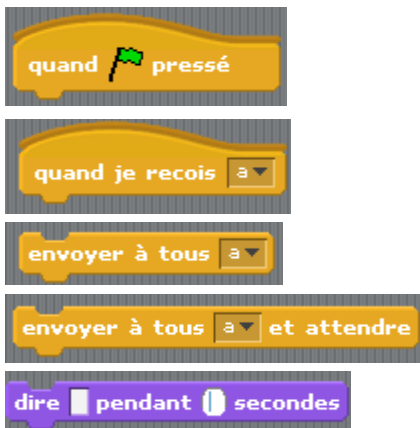 quand pressé
quand je recois a
envoyer à tous a
envoyer à tous a et attendre
dire pendant secondes